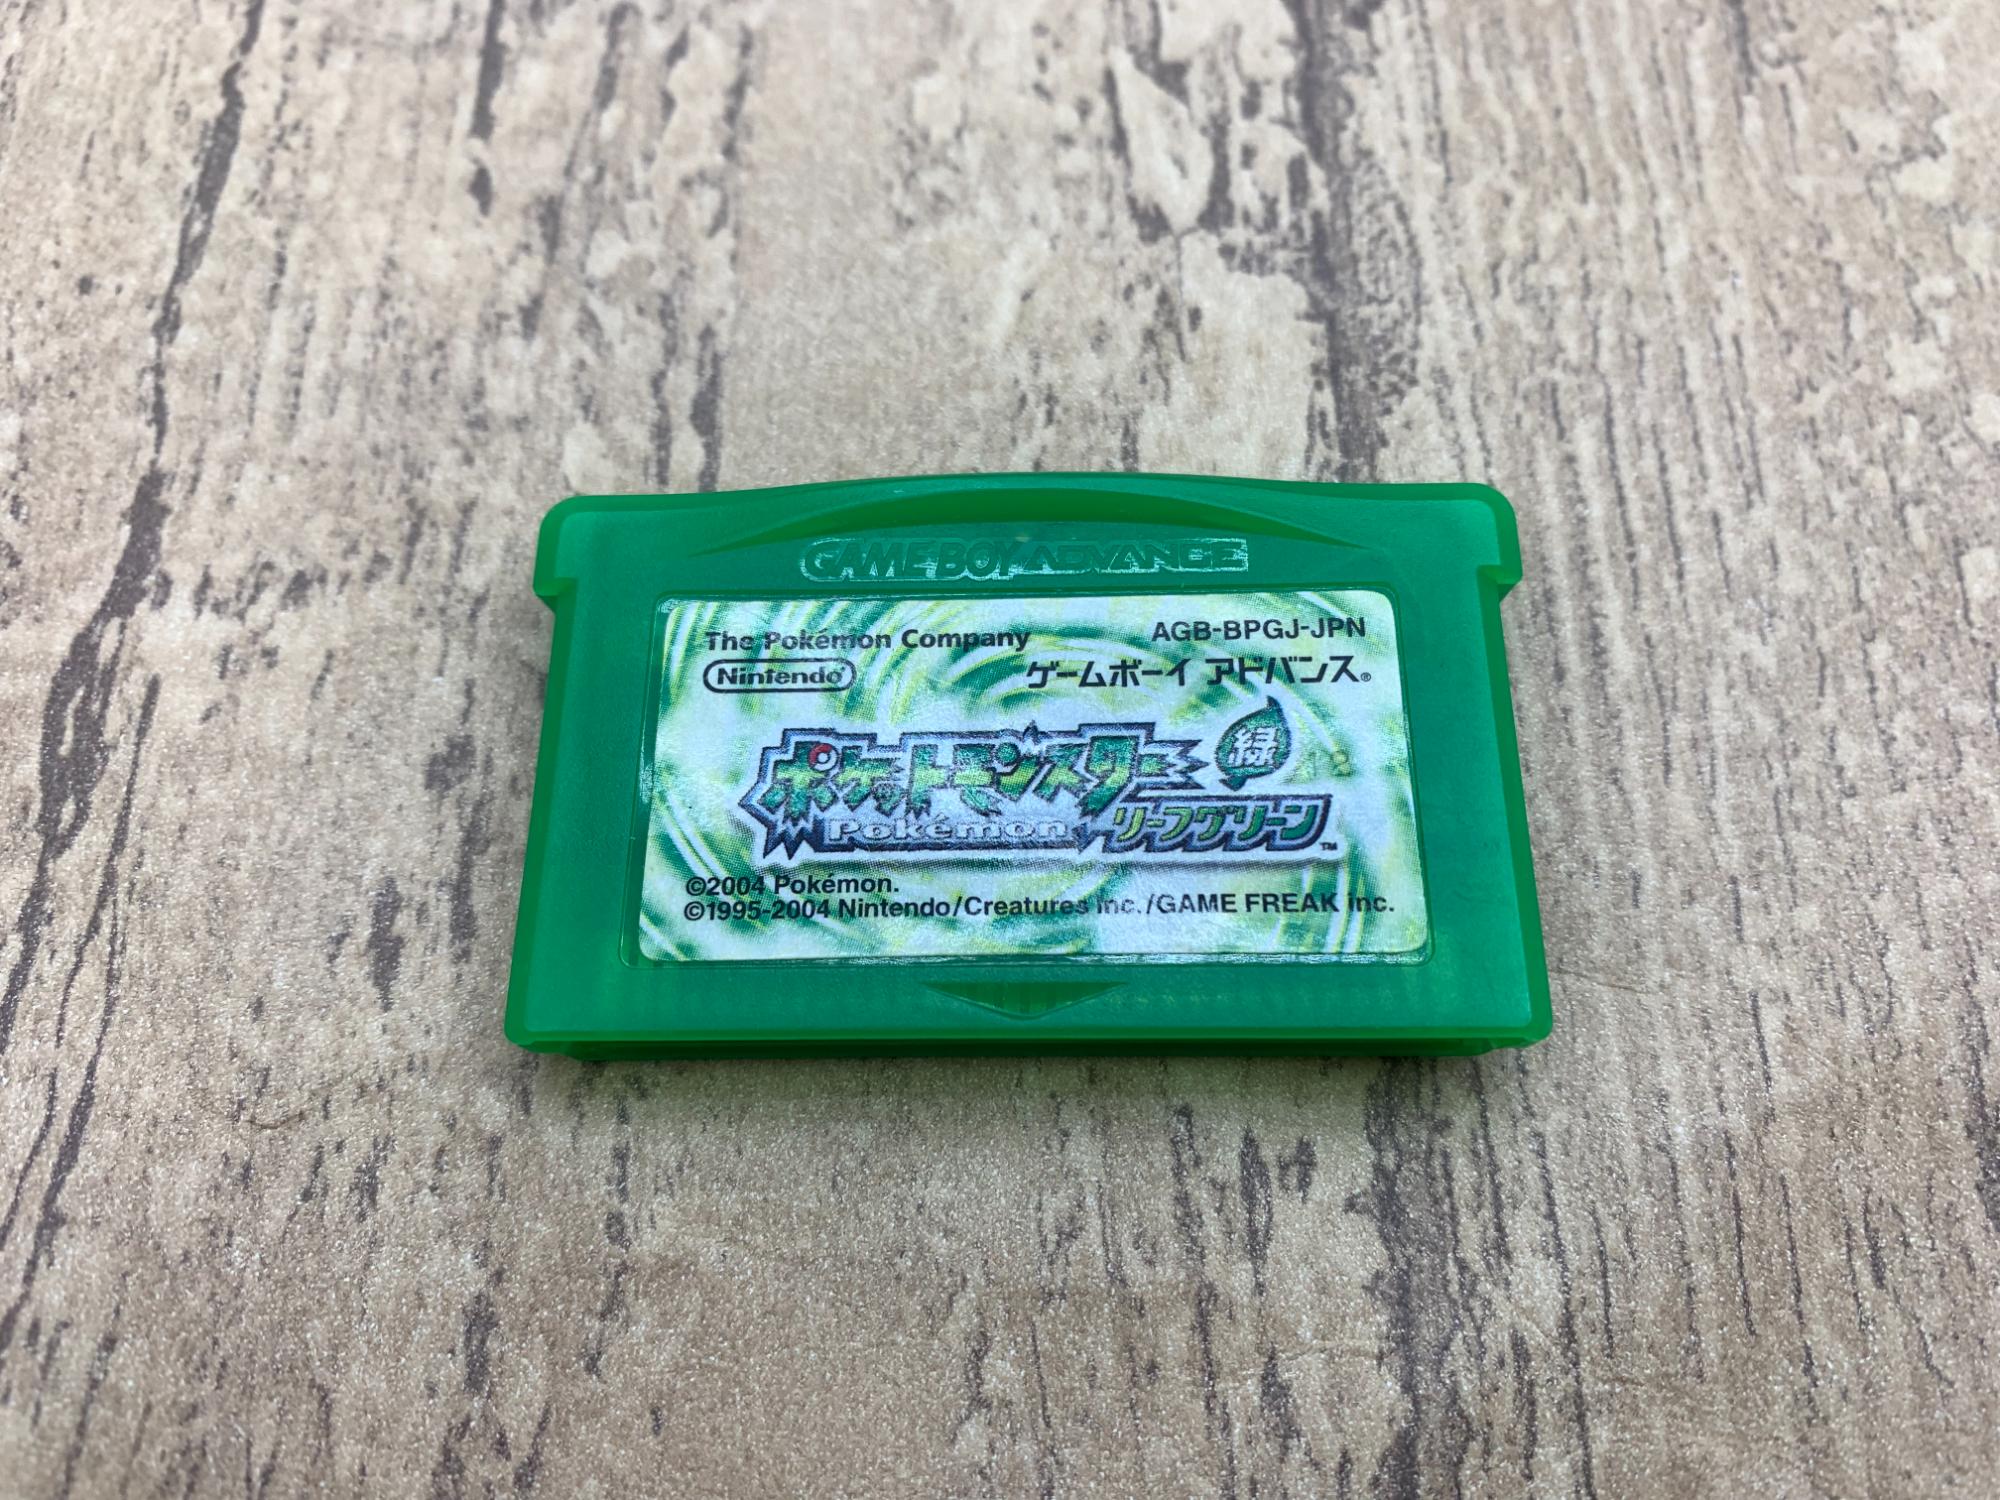 GAME BOY ADVANCE
The Pokémon Company
AGB-BPGJ-JPN
Nintendo®
ゲームボーイ アドバンス®
ポケットモンスター
緑
Pokémon
リーフグリーン™
©2004 Pokémon.
©1995-2004 Nintendo/Creatures inc./GAME FREAK inc.